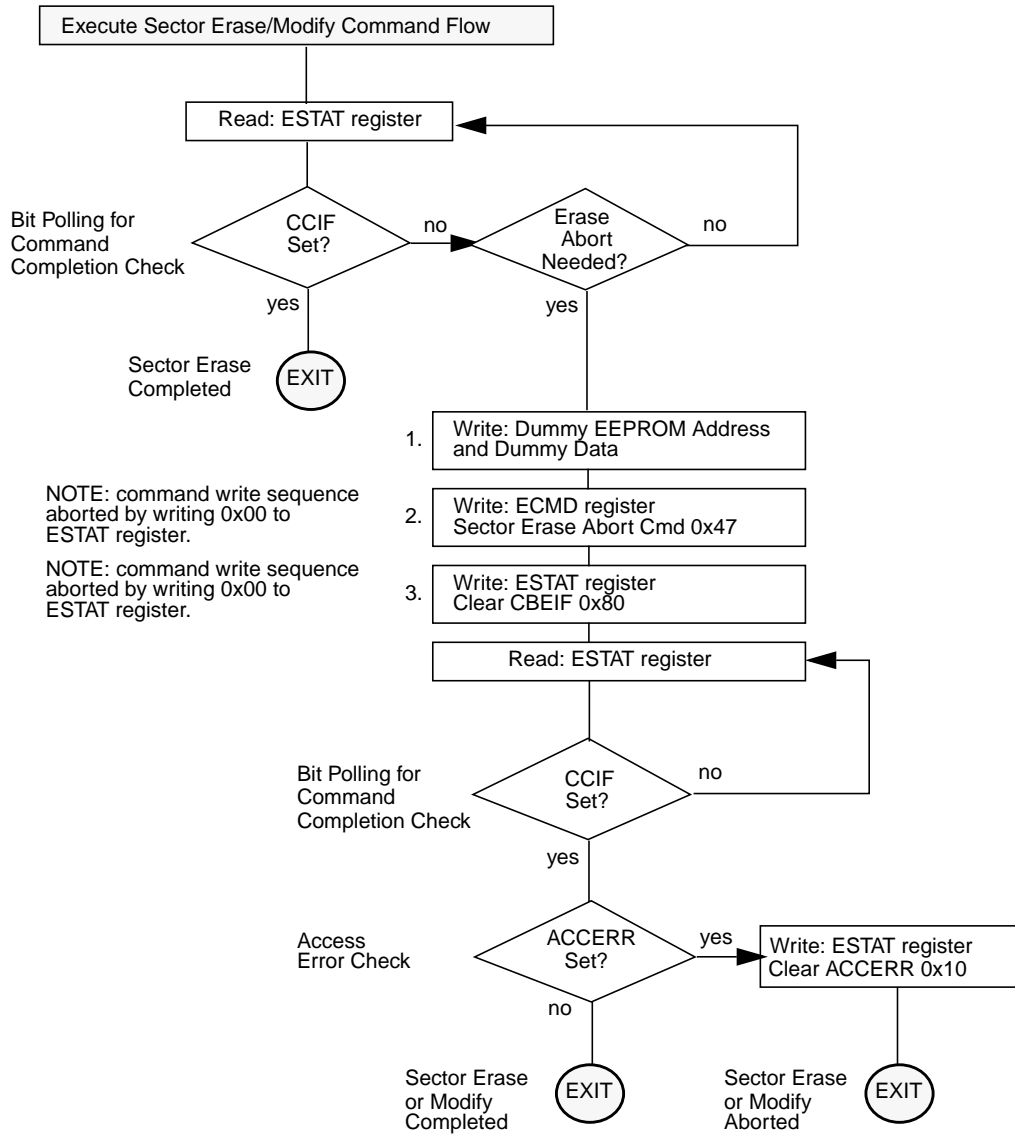 Execute Sector Erase/Modify Command Flow
Read: ESTAT register
Bit Polling for
Command
Completion Check
CCIF
Set?
no
Erase
Abort
Needed?
no
yes
yes
Sector Erase
Completed
EXIT
1.
Write: Dummy EEPROM Address
and Dummy Data
NOTE: command write sequence
aborted by writing 0x00 to
ESTAT register.
2.
Write: ECMD register
Sector Erase Abort Cmd 0x47
NOTE: command write sequence
aborted by writing 0x00 to
ESTAT register.
3.
Write: ESTAT register
Clear CBEIF 0x80
Read: ESTAT register
Bit Polling for
Command
Completion Check
CCIF
Set?
no
yes
Access
Error Check
ACCERR
Set?
yes
Write: ESTAT register
Clear ACCERR 0x10
no
Sector Erase
or Modify
Completed
EXIT
Sector Erase
or Modify
Aborted
EXIT